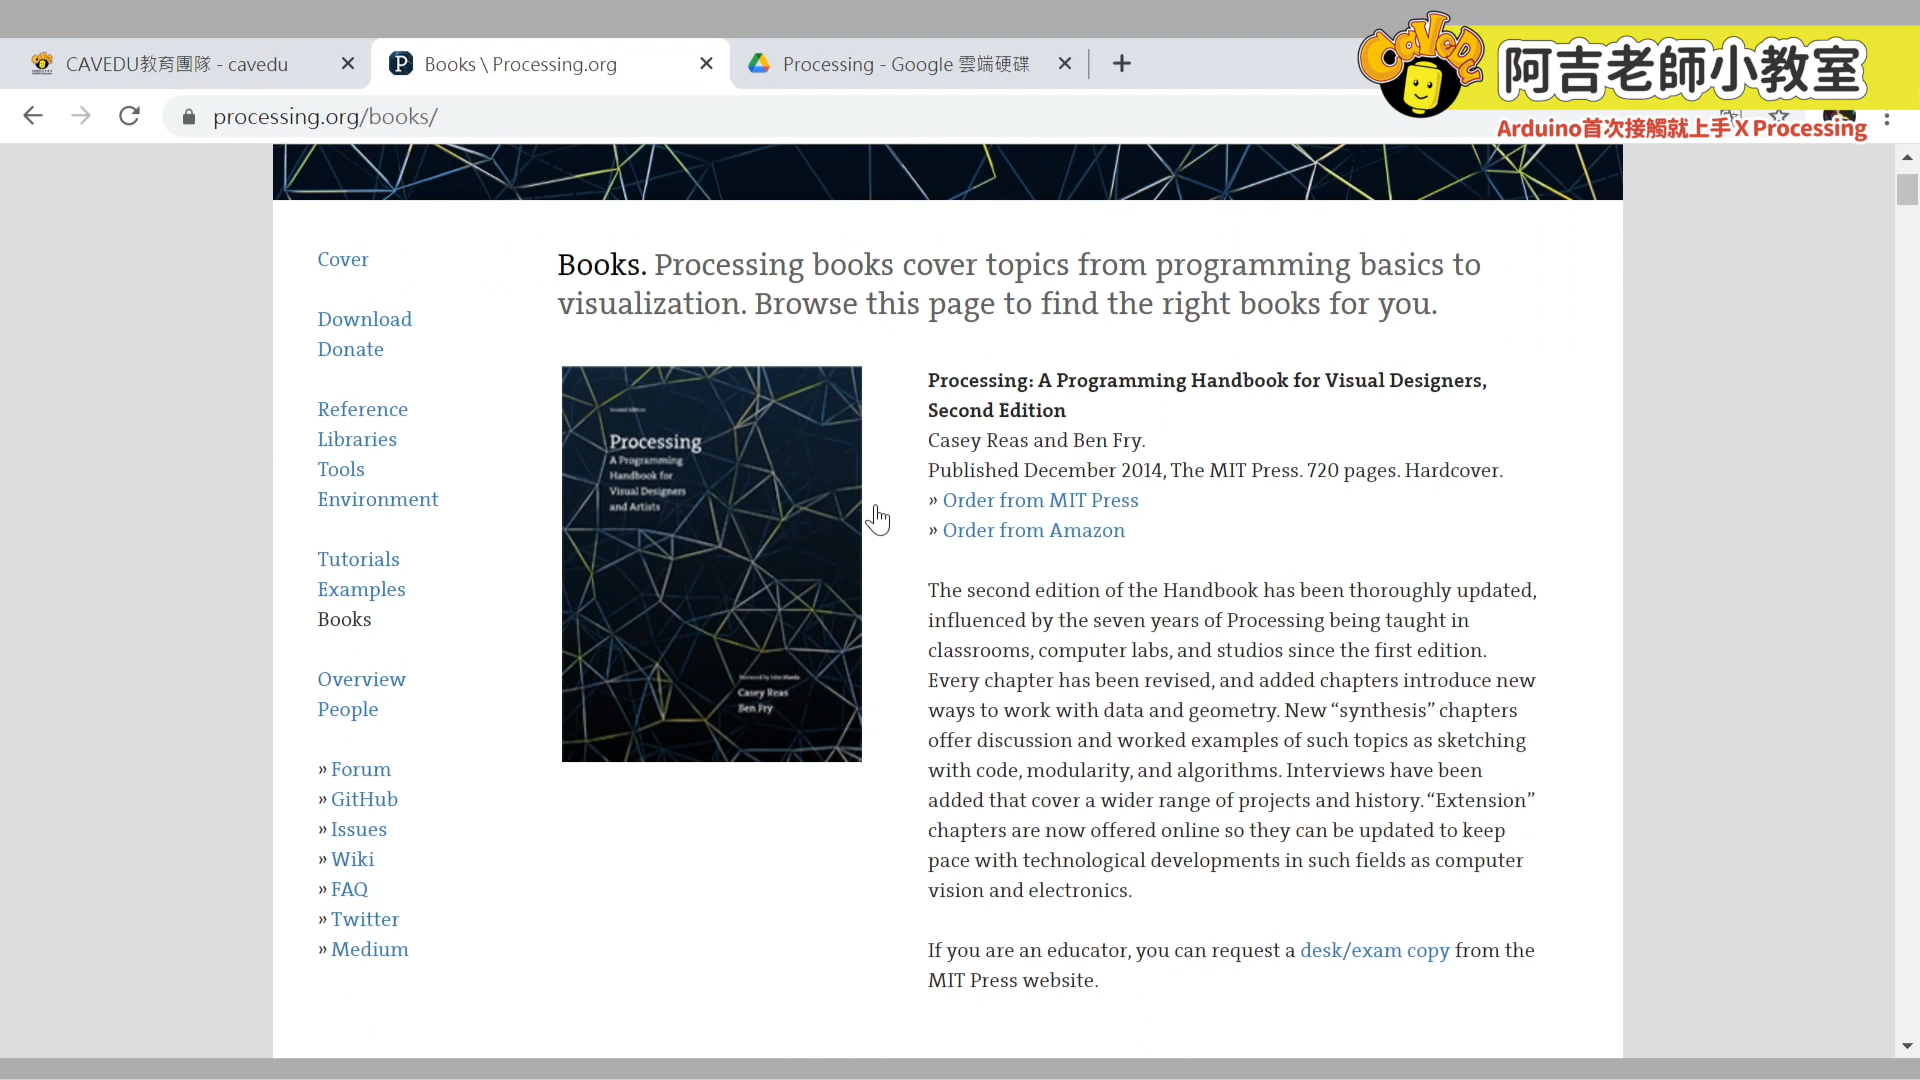 CAVEDU教育團隊 - cavedu
Books \ Processing.org
Processing - Google 雲端硬碟
CAVEDU
阿吉老師小教室
processing.org/books/
Arduino首次接觸就上手 X Processing
Cover
Download
Donate
Reference
Libraries
Tools
Environment
Tutorials
Examples
Books
Overview
People
» Forum
» GitHub
» Issues
» Wiki
» FAQ
» Twitter
» Medium
Books. Processing books cover topics from programming basics to
visualization. Browse this page to find the right books for you.
Second Edition
Processing
A Programming
Handbook for
Visual Designers
and Artists
Foreword by John Maeda
Casey Reas
Ben Fry
Processing: A Programming Handbook for Visual Designers,
Second Edition
Casey Reas and Ben Fry.
Published December 2014, The MIT Press. 720 pages. Hardcover.
» Order from MIT Press
» Order from Amazon
The second edition of the Handbook has been thoroughly updated,
influenced by the seven years of Processing being taught in
classrooms, computer labs, and studios since the first edition.
Every chapter has been revised, and added chapters introduce new
ways to work with data and geometry. New “synthesis” chapters
offer discussion and worked examples of such topics as sketching
with code, modularity, and algorithms. Interviews have been
added that cover a wider range of projects and history. “Extension”
chapters are now offered online so they can be updated to keep
pace with technological developments in such fields as computer
vision and electronics.
If you are an educator, you can request a desk/exam copy from the
MIT Press website.